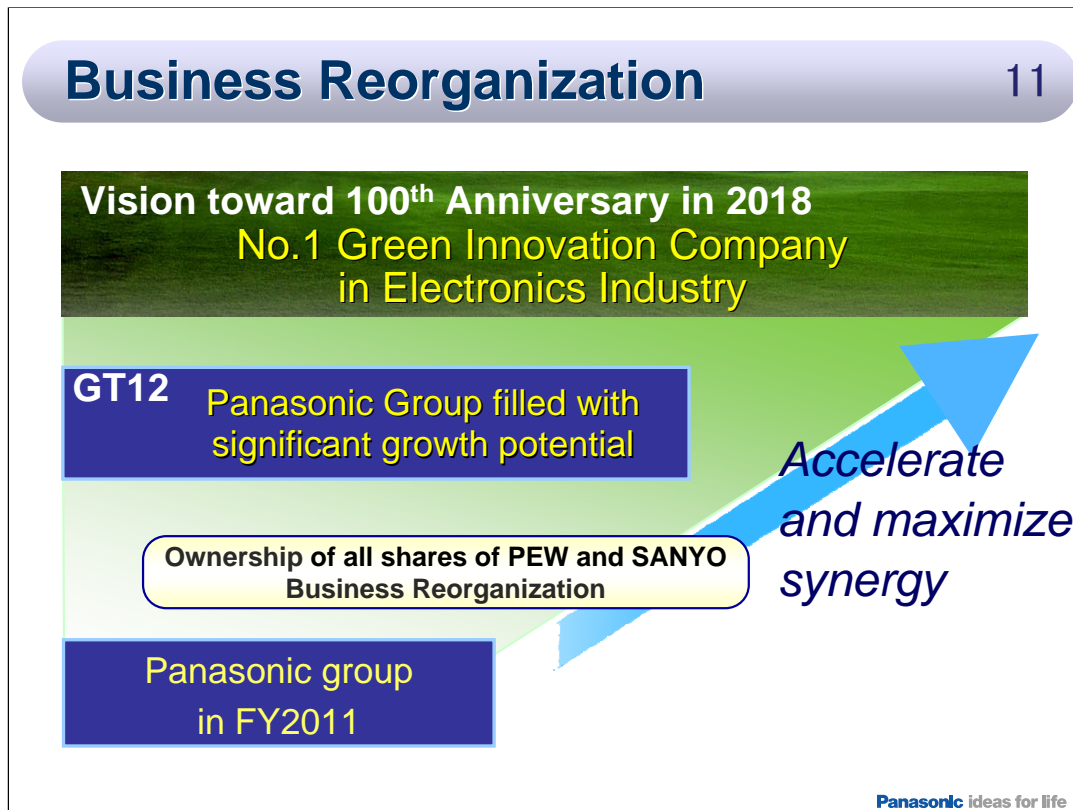 Business Reorganization
11
Vision toward 100th Anniversary in 2018
No.1 Green Innovation Company
in Electronics Industry
GT12
Panasonic Group filled with
significant growth potential
Accelerate
and maximize
synergy
Ownership of all shares of PEW and SANYO
Business Reorganization
Panasonic group
in FY2011
Panasonic ideas for life